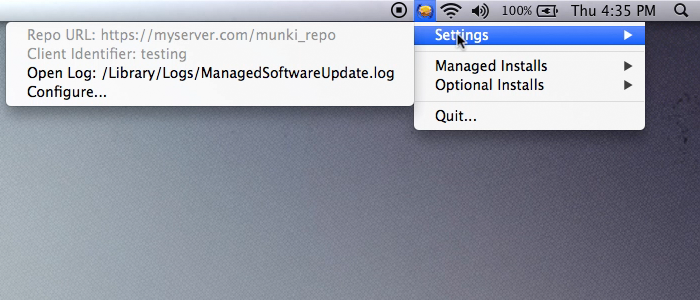 100% Thu 4:35 PM
Repo URL: https://myserver.com/munki_repo
Client Identifier: testing
Open Log: /Library/Logs/ManagedSoftwareUpdate.log
Configure...
Settings
Managed Installs
Optional Installs
Quit...